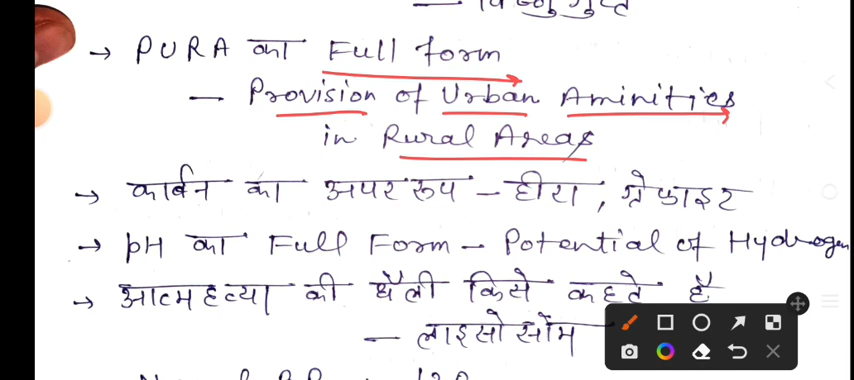 — विष्णुगुप्त
→ PURA का Full form
— Provision of Urban Aminities
in Rural Areas
→ कार्बन का अपररूप – हीरा, ग्रेफाइट
→ pH का Full Form – Potential of Hydrogen
→ आत्महत्या की थैली किसे कहते हैं
— लाइसोसोम